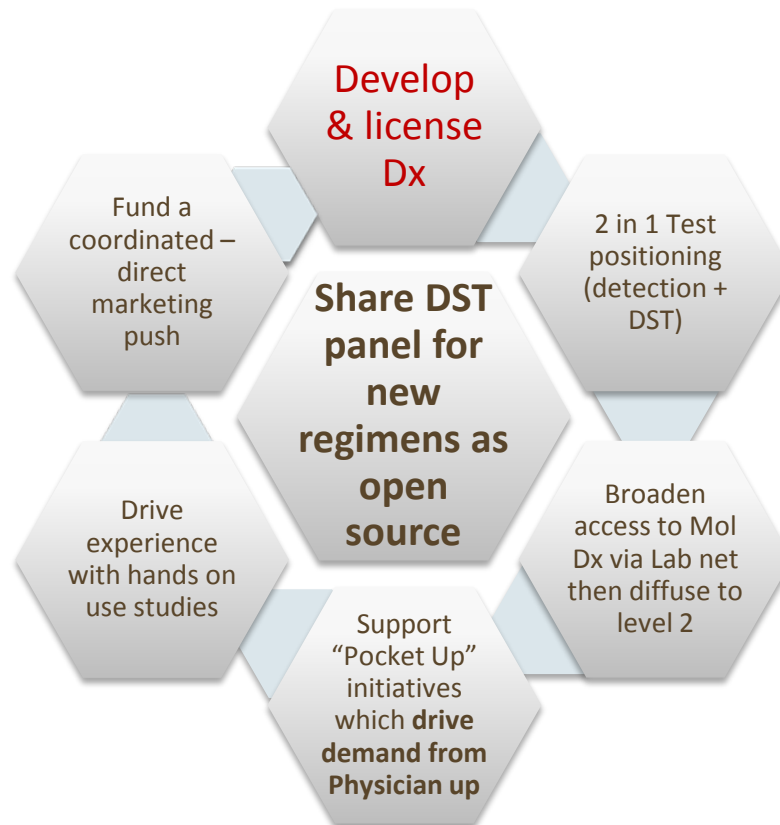 Develop
& license
Dx
2 in 1 Test
positioning
(detection +
DST)
Broaden
access to Mol
Dx via Lab net
then diffuse to
level 2
Support
“Pocket Up”
initiatives
which drive
demand from
Physician up
Drive
experience
with hands on
use studies
Fund a
coordinated –
direct
marketing
push
Share DST
panel for
new
regimens as
open
source